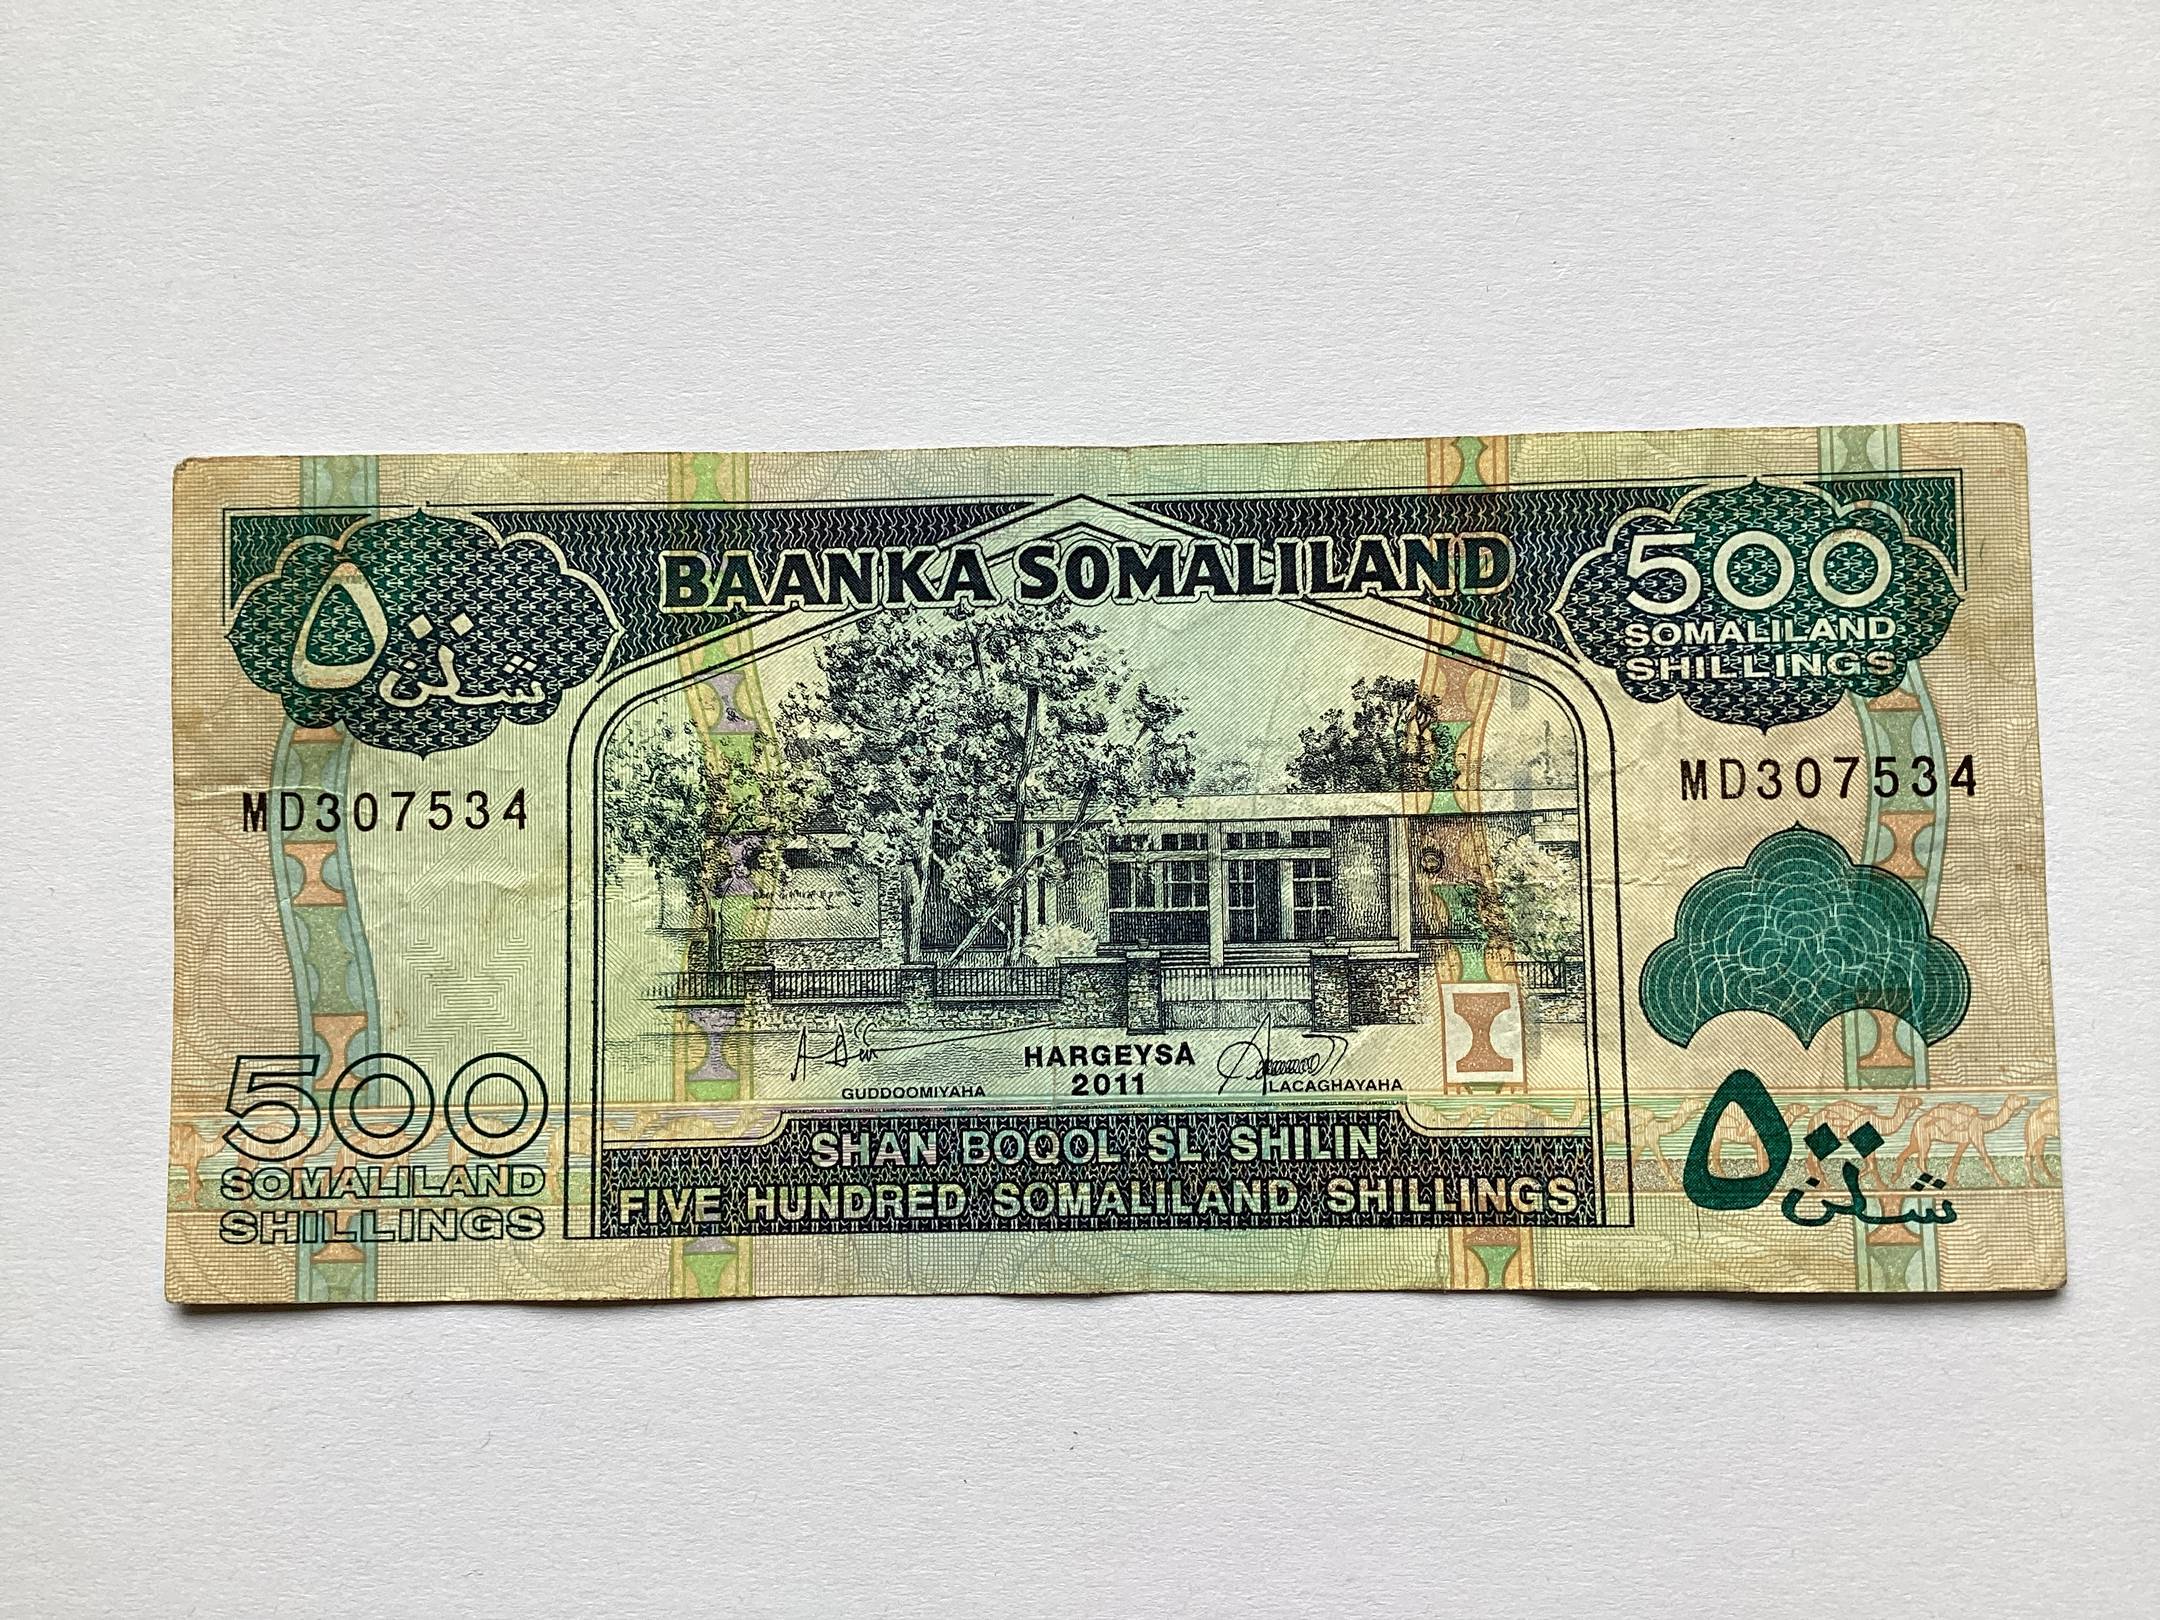 BAANKA SOMALILAND
٥٠٠
شلن
500
SOMALILAND
SHILLINGS
MD307534
MD307534
HARGEYSA
2011
GUDDOOMIYAHA
LACAGHAYAHA
500
SOMALILAND
SHILLINGS
SHAN BOQOL SL SHILIN
FIVE HUNDRED SOMALILAND SHILLINGS
٥٠٠
شلن